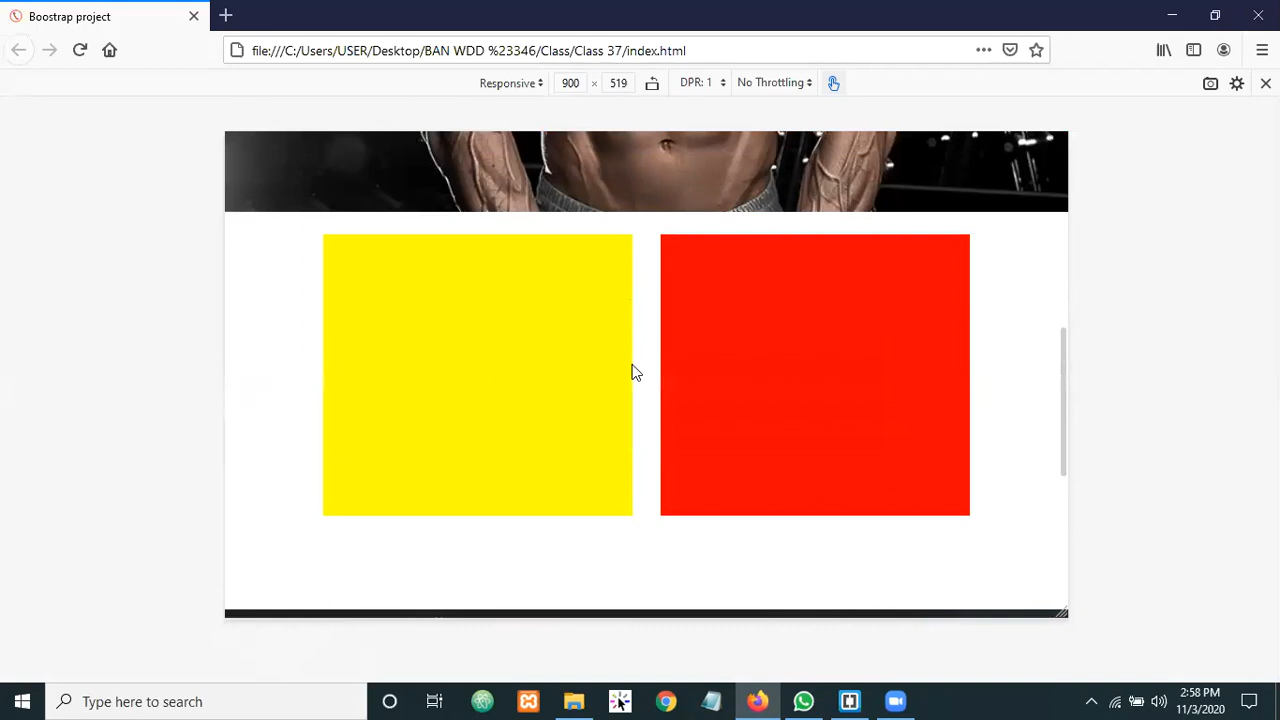 Boostrap project
file:///C:/Users/USER/Desktop/BAN WDD %23346/Class/Class 37/index.html
Responsive 900 × 519 DPR: 1 No Throttling
Type here to search
2:58 PM
11/3/2020